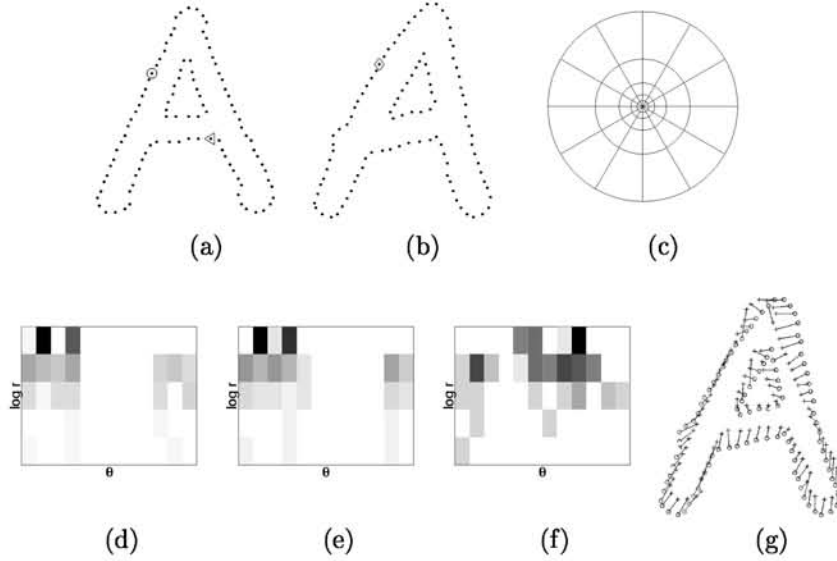 (a) (b) (c)
log r log r log r
θ θ θ
(d) (e) (f) (g)